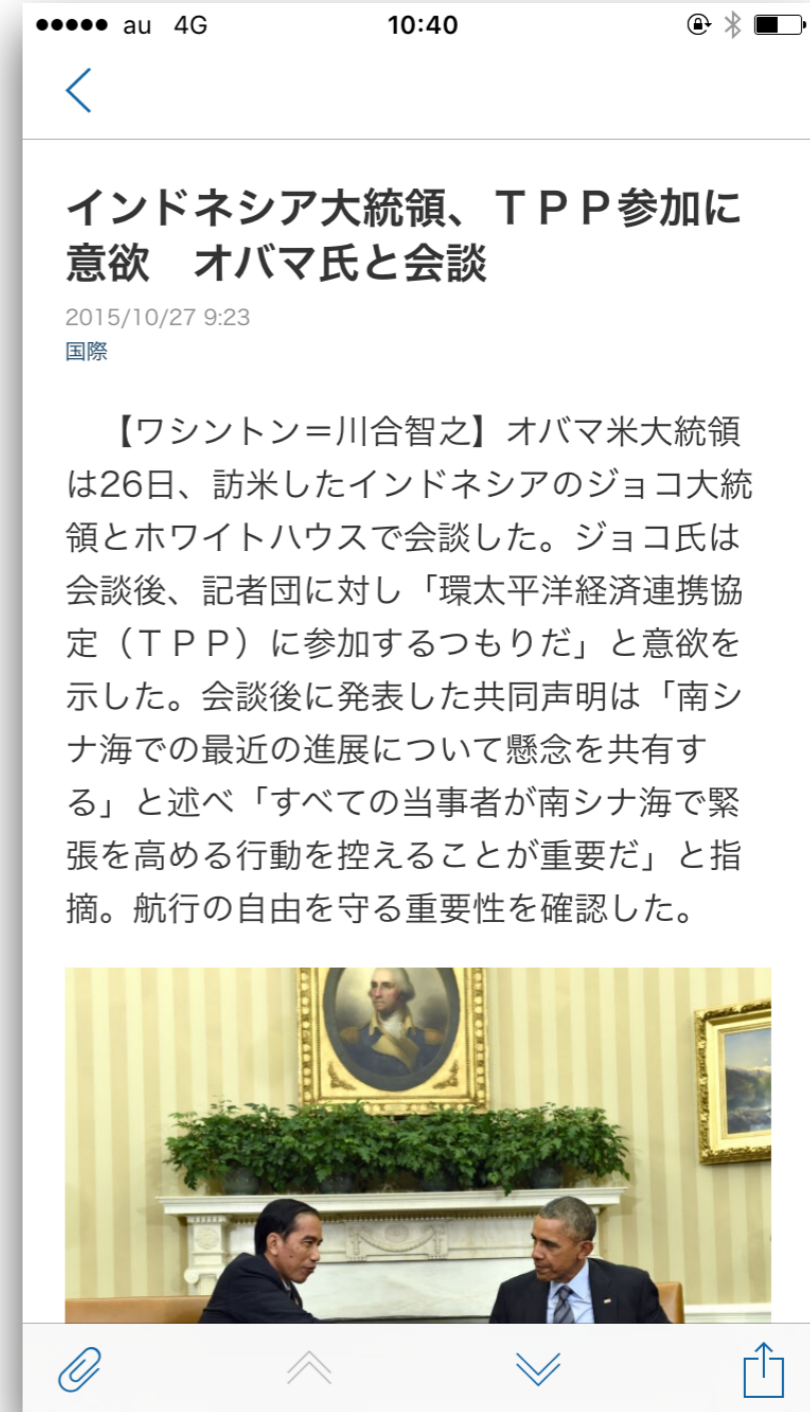 au 4G 10:40
インドネシア大統領、ＴＰＰ参加に
意欲　オバマ氏と会談
2015/10/27 9:23
国際
　【ワシントン＝川合智之】オバマ米大統領
は26日、訪米したインドネシアのジョコ大統
領とホワイトハウスで会談した。ジョコ氏は
会談後、記者団に対し「環太平洋経済連携協
定（ＴＰＰ）に参加するつもりだ」と意欲を
示した。会談後に発表した共同声明は「南シ
ナ海での最近の進展について懸念を共有す
る」と述べ「すべての当事者が南シナ海で緊
張を高める行動を控えることが重要だ」と指
摘。航行の自由を守る重要性を確認した。